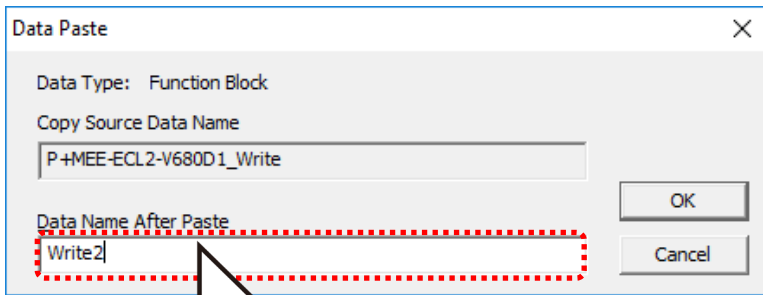 Data Paste
Data Type: Function Block
Copy Source Data Name
P+MEE-ECL2-V680D1_Write
Data Name After Paste
Write2
OK
Cancel